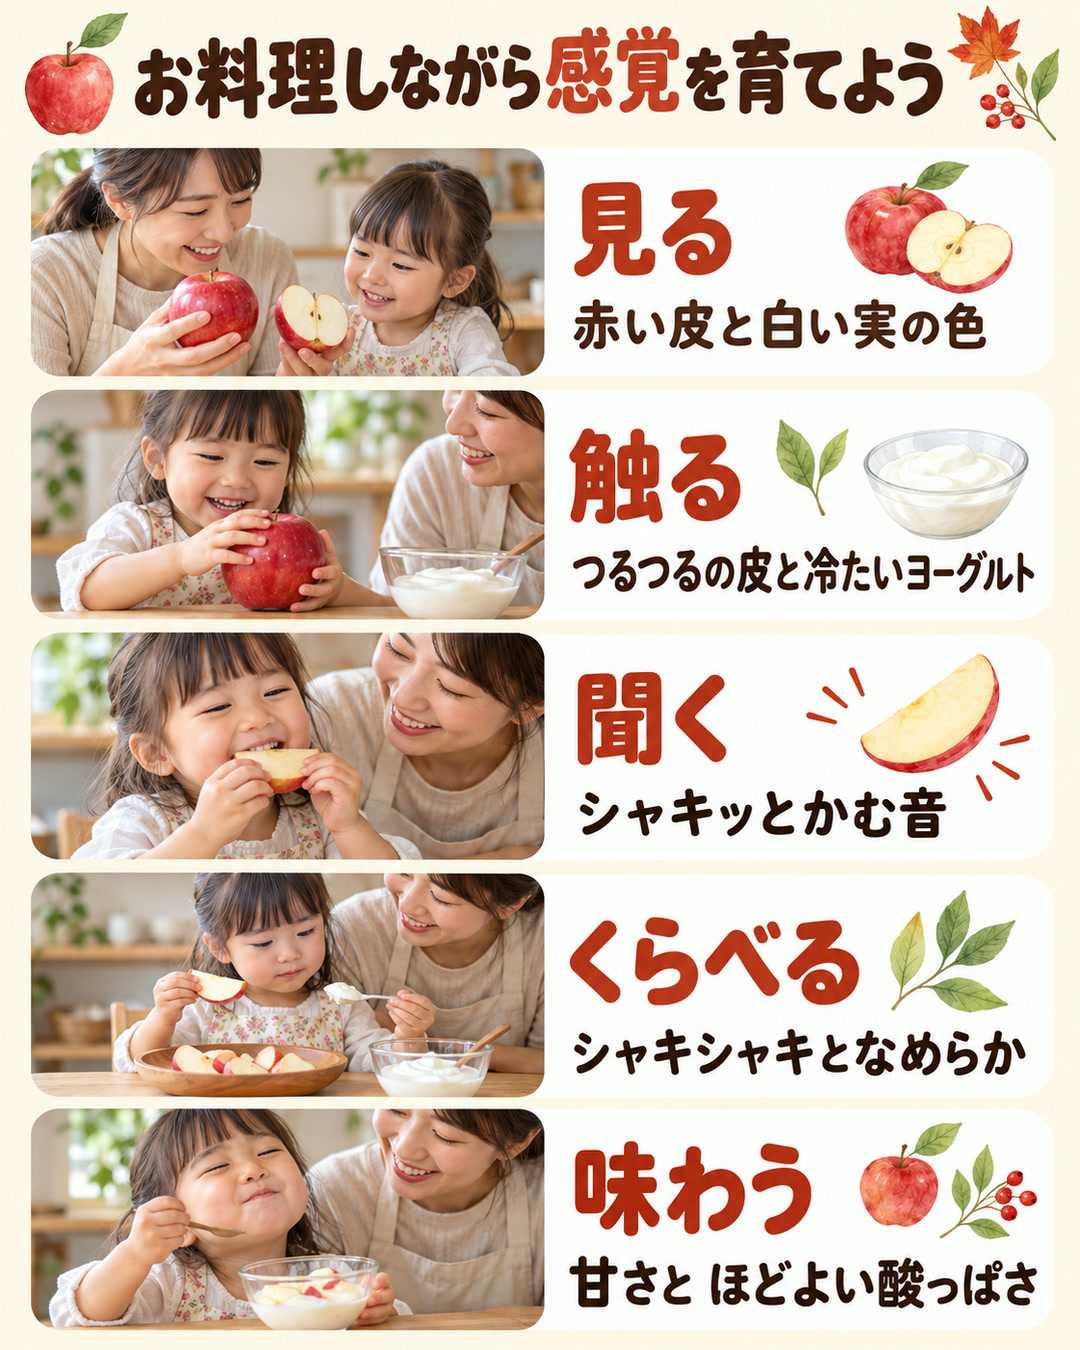 お料理しながら感覚を育てよう
見る
赤い皮と白い実の色
触る
つるつるの皮と冷たいヨーグルト
聞く
シャキッとかむ音
くらべる
シャキシャキとなめらか
味わう
甘さと ほどよい酸っぱさ